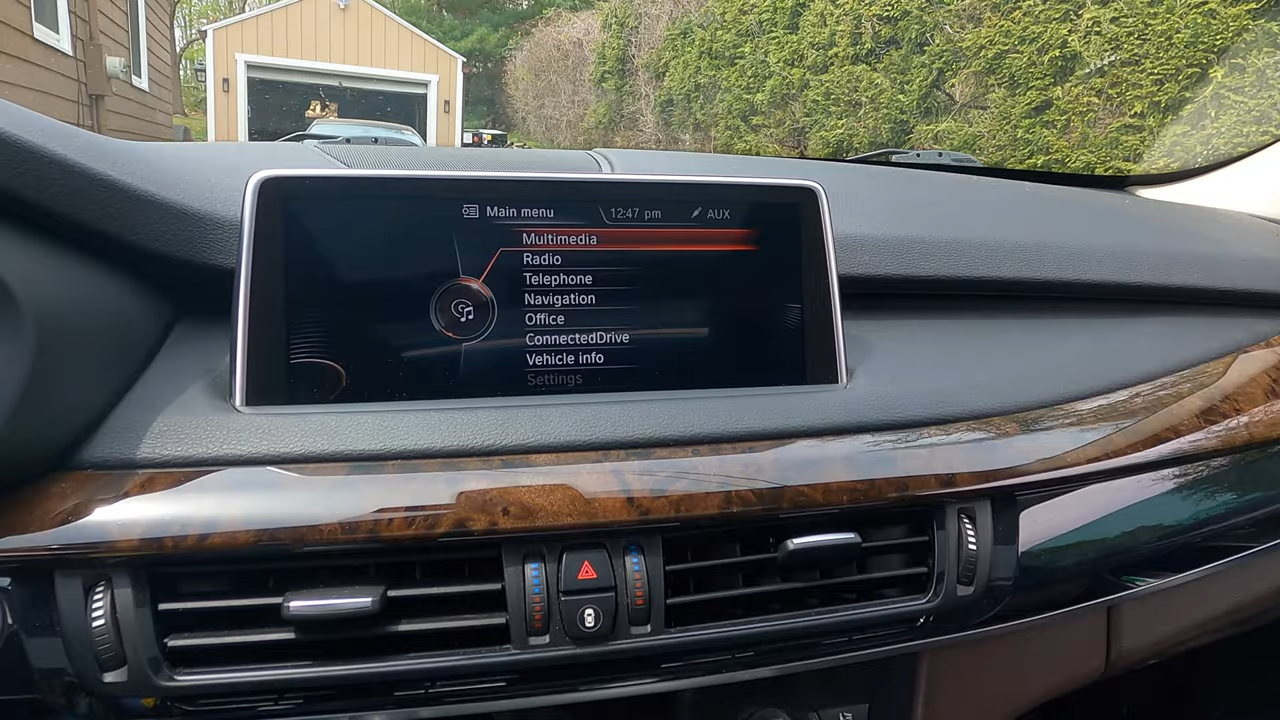 Main menu 12:47 pm AUX
Multimedia
Radio
Telephone
Navigation
Office
ConnectedDrive
Vehicle info
Settings